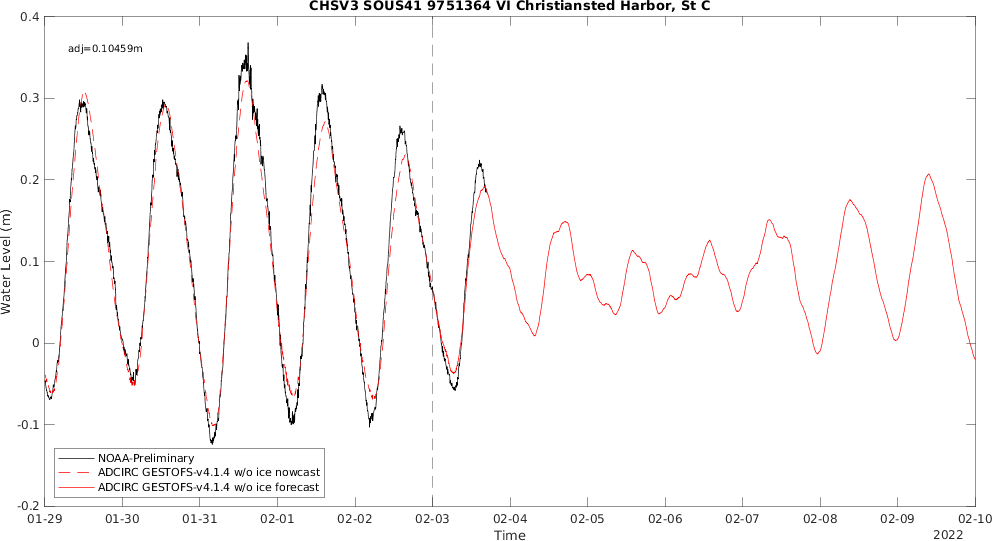 CHSV3 SOUS41 9751364 VI Christiansted Harbor, St C
adj=0.10459m
Water Level (m)
0.4
0.3
0.2
0.1
0
-0.1
-0.2
NOAA-Preliminary
ADCIRC GESTOFS-v4.1.4 w/o ice nowcast
ADCIRC GESTOFS-v4.1.4 w/o ice forecast
01-29 01-30 01-31 02-01 02-02 02-03 02-04 02-05 02-06 02-07 02-08 02-09 02-10
Time
2022